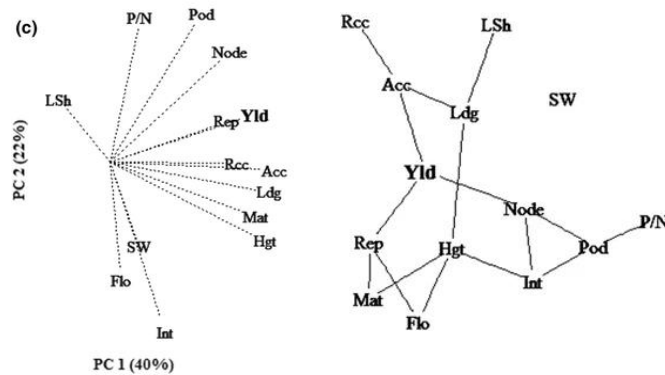 (c)
P/N
Pod
Node
LSh
Rep
Yld
Rcc
Acc
Ldg
Mat
Hgt
SW
Flo
Int
PC 2 (22%)
PC 1 (40%)
Rcc
LSh
Acc
Ldg
SW
Yld
Node
P/N
Rep
Hgt
Pod
Int
Mat
Flo